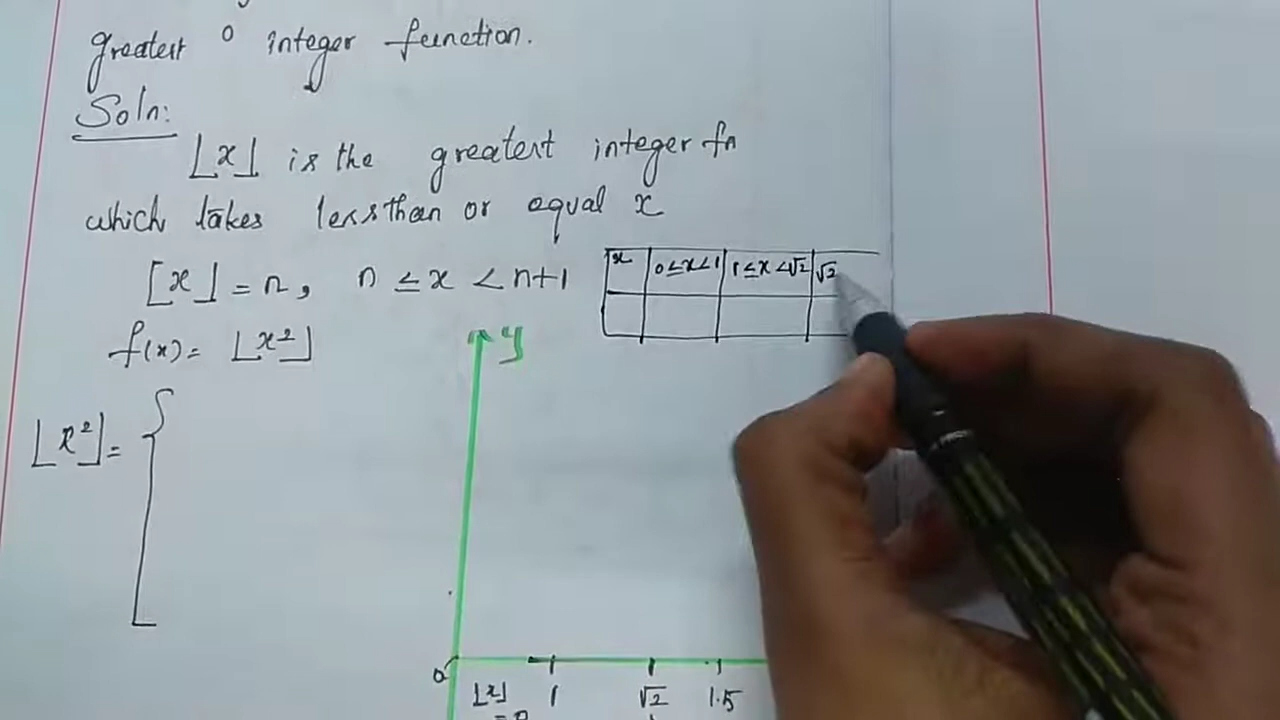 greatest integer function.
Soln:
⌊x⌋ is the greatest integer fn
which takes less than or equal x
⌊x⌋ = n, n ≤ x < n+1
x 0≤x<1 1≤x<√2 √2
f(x) = ⌊x²⌋
y
⌊x²⌋ = {
0
⌊x⌋ 1 √2 1.5